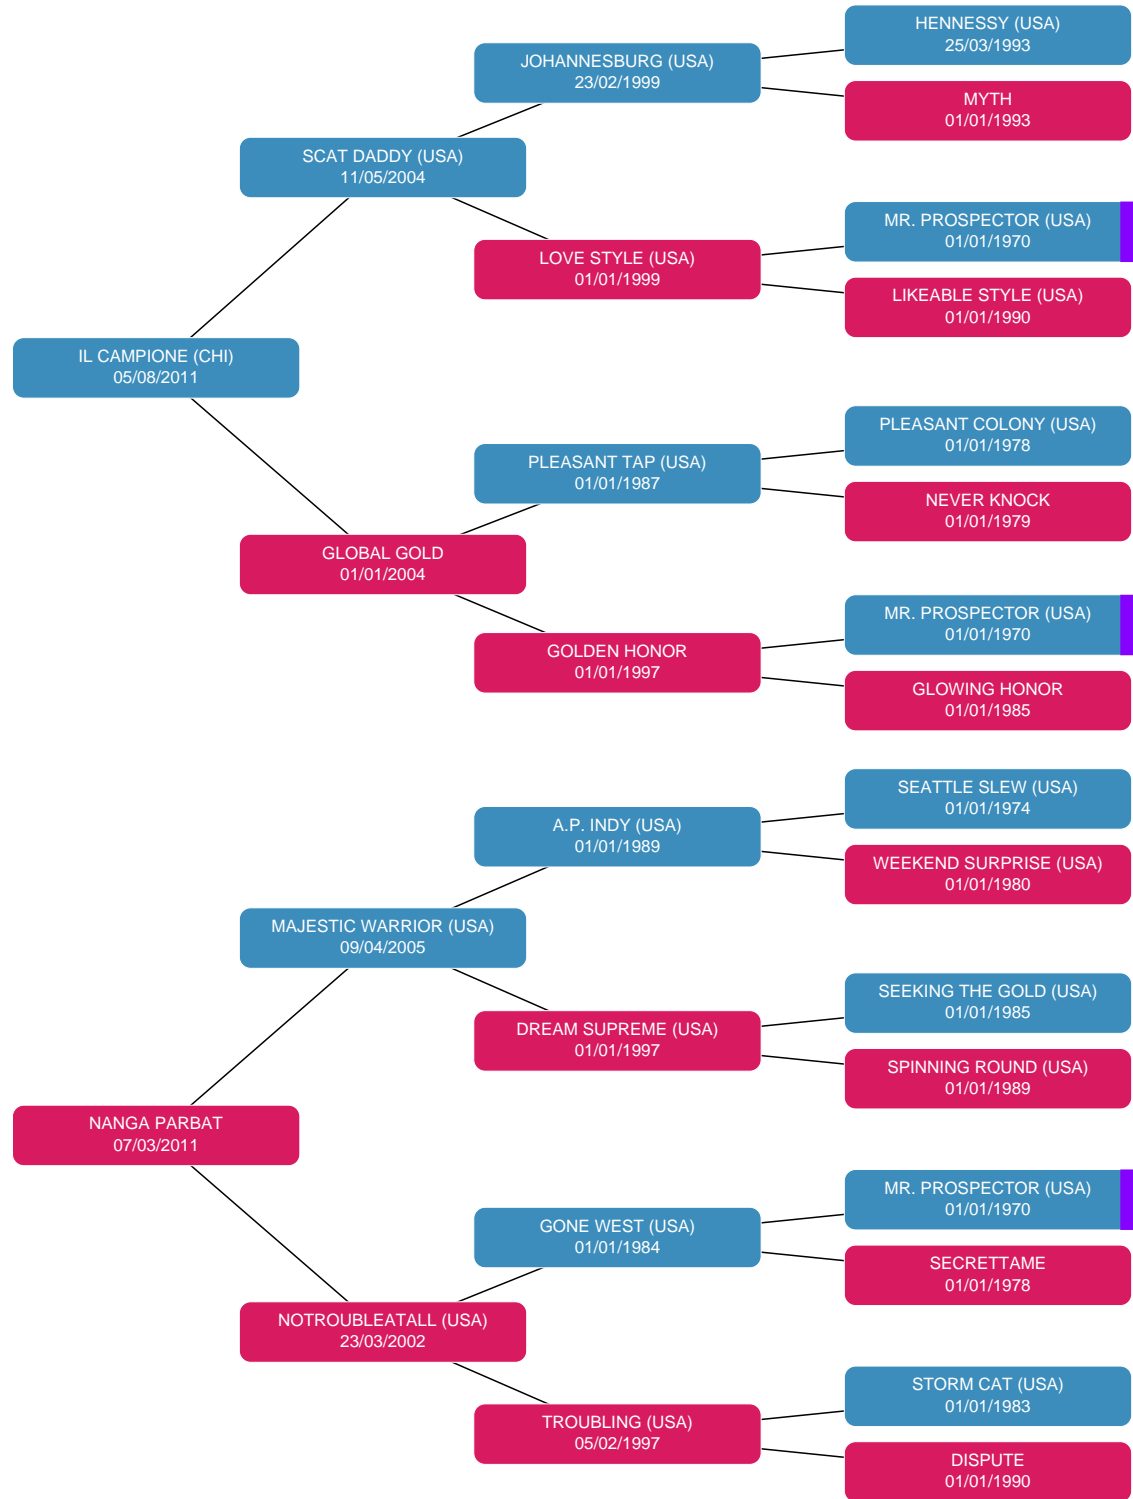 HENNESSY (USA)
25/03/1993
JOHANNESBURG (USA)
23/02/1999
MYTH
01/01/1993
SCAT DADDY (USA)
11/05/2004
MR. PROSPECTOR (USA)
01/01/1970
LOVE STYLE (USA)
01/01/1999
LIKEABLE STYLE (USA)
01/01/1990
IL CAMPIONE (CHI)
05/08/2011
PLEASANT COLONY (USA)
01/01/1978
PLEASANT TAP (USA)
01/01/1987
NEVER KNOCK
01/01/1979
GLOBAL GOLD
01/01/2004
MR. PROSPECTOR (USA)
01/01/1970
GOLDEN HONOR
01/01/1997
GLOWING HONOR
01/01/1985
SEATTLE SLEW (USA)
01/01/1974
A.P. INDY (USA)
01/01/1989
WEEKEND SURPRISE (USA)
01/01/1980
MAJESTIC WARRIOR (USA)
09/04/2005
SEEKING THE GOLD (USA)
01/01/1985
DREAM SUPREME (USA)
01/01/1997
SPINNING ROUND (USA)
01/01/1989
NANGA PARBAT
07/03/2011
MR. PROSPECTOR (USA)
01/01/1970
GONE WEST (USA)
01/01/1984
SECRETTAME
01/01/1978
NOTROUBLEATALL (USA)
23/03/2002
STORM CAT (USA)
01/01/1983
TROUBLING (USA)
05/02/1997
DISPUTE
01/01/1990